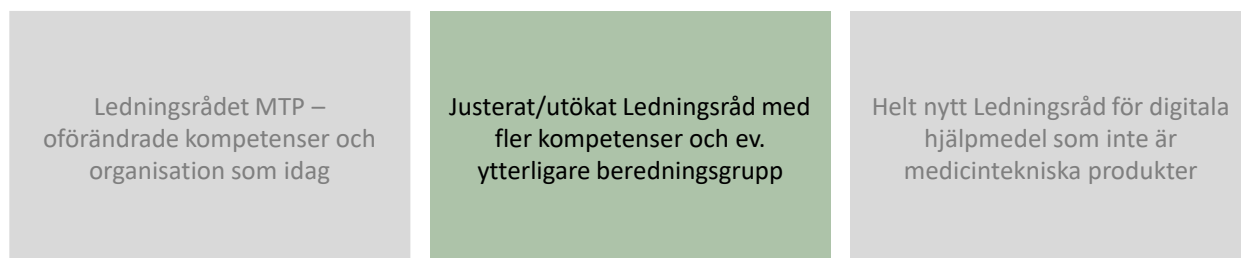 Ledningsrådet MTP –
oförändrade kompetenser och
organisation som idag
Justerat/utökat Ledningsråd med
fler kompetenser och ev.
ytterligare beredningsgrupp
Helt nytt Ledningsråd för digitala
hjälpmedel som inte är
medicintekniska produkter